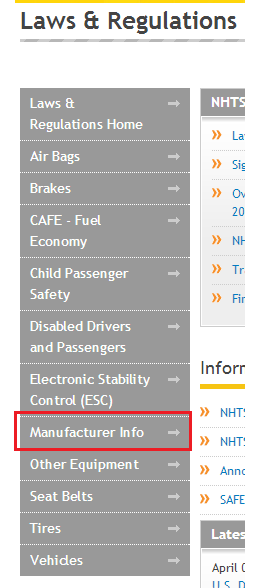 Laws & Regulations
Laws &
Regulations Home
Air Bags
Brakes
CAFE - Fuel
Economy
Child Passenger
Safety
Disabled Drivers
and Passengers
Electronic Stability
Control (ESC)
Manufacturer Info
Other Equipment
Seat Belts
Tires
Vehicles
NHTS
La
Sig
Ov
20
NH
Tra
Fir
Inforr
NHTS
NHTS
Anno
SAFE
Lates
April 0
U.S. D